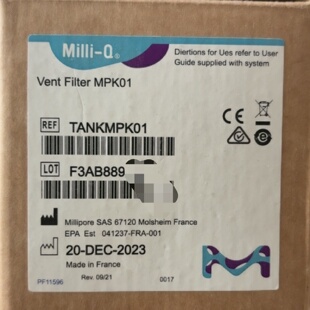 Milli-Q®
Diertions for Ues refer to User
Guide supplied with system
Vent Filter MPK01
REF TANKMPK01
LOT F3AB889
Millipore SAS 67120 Molsheim France
EPA Est 041237-FRA-001
20-DEC-2023
Made in France
PF11596 Rev. 09/21 0017
CE
M